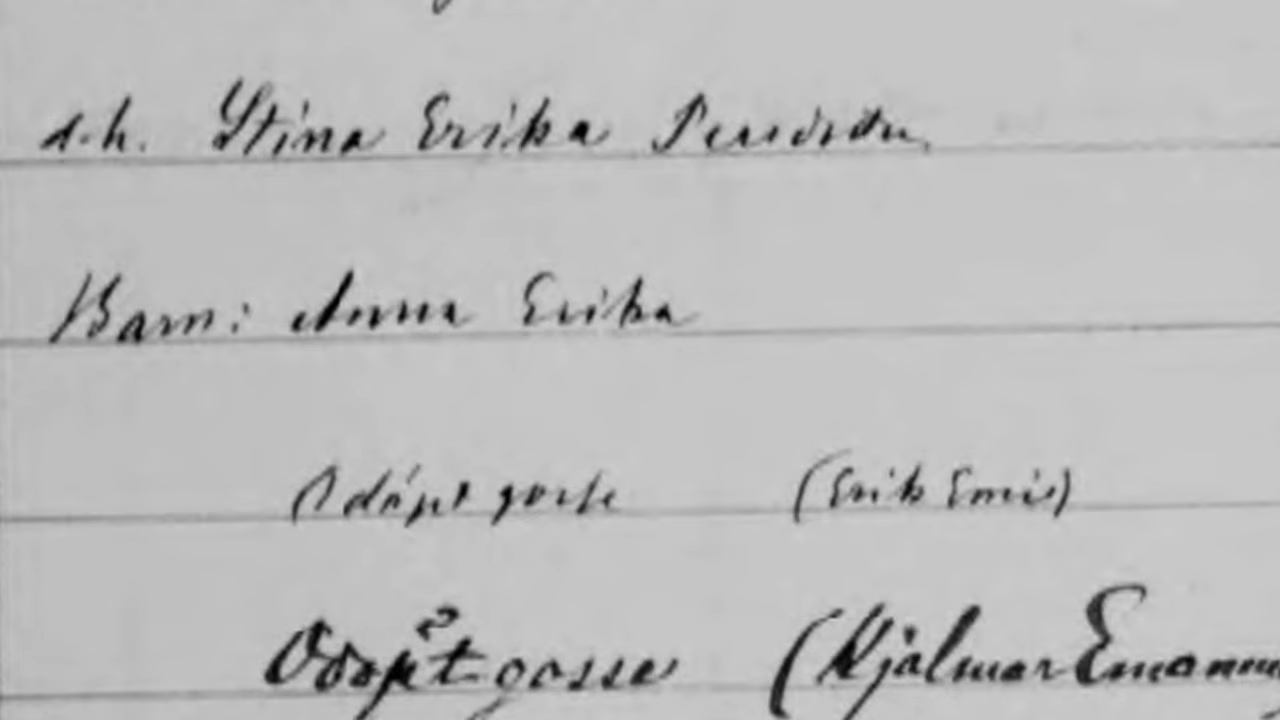 d. h. Stina Erika Persdotter
Barn: Anna Erika
Odöpt gosse (Erik Emil)
Odöpt gosse (Hjalmar Emanuel